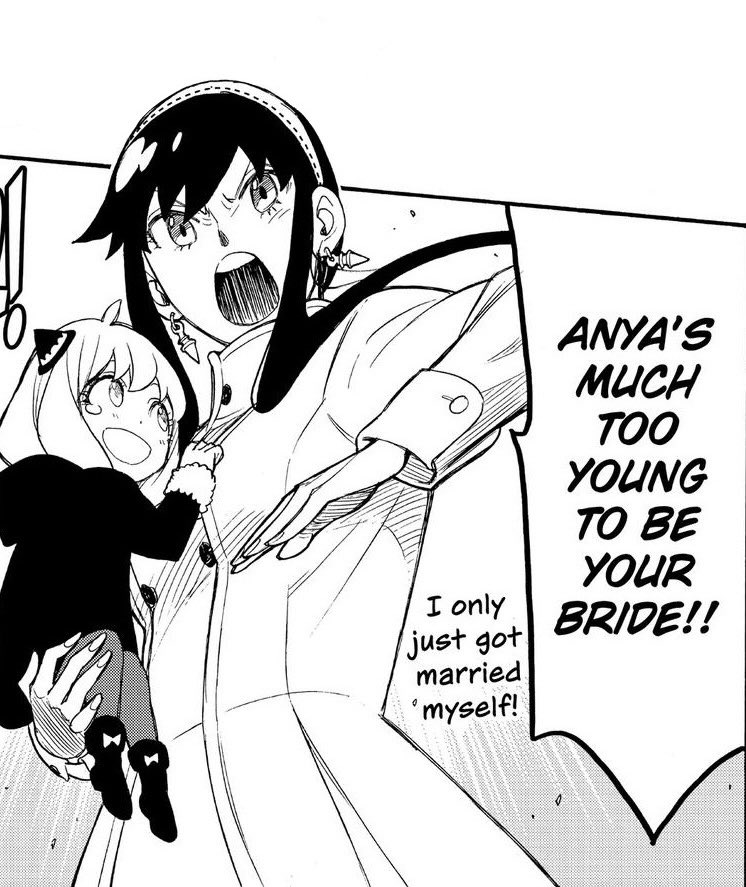 ANYA'S
MUCH
TOO
YOUNG
TO BE
YOUR
BRIDE!!
I only
just got
married
myself!